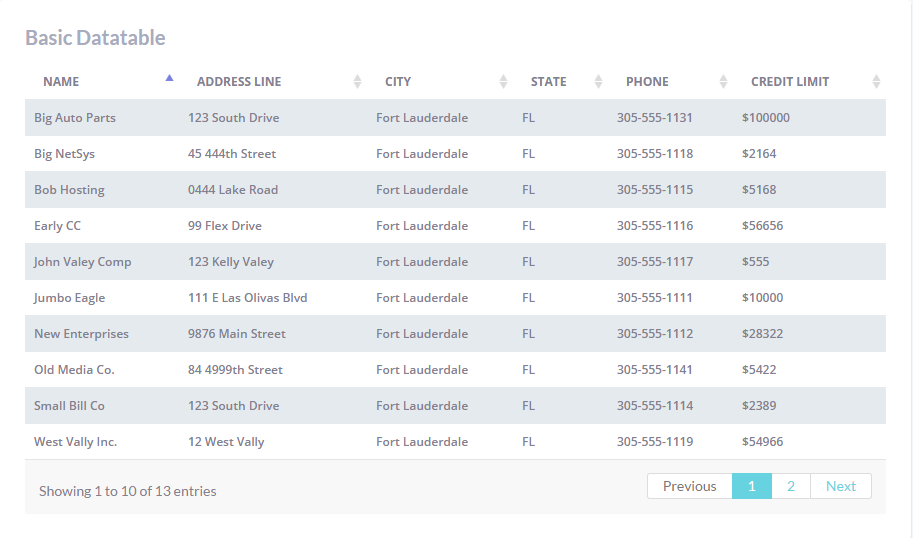 Basic Datatable
NAME ADDRESS LINE CITY STATE PHONE CREDIT LIMIT
Big Auto Parts 123 South Drive Fort Lauderdale FL 305-555-1131 $100000
Big NetSys 45 444th Street Fort Lauderdale FL 305-555-1118 $2164
Bob Hosting 0444 Lake Road Fort Lauderdale FL 305-555-1115 $5168
Early CC 99 Flex Drive Fort Lauderdale FL 305-555-1116 $56656
John Valey Comp 123 Kelly Valey Fort Lauderdale FL 305-555-1117 $555
Jumbo Eagle 111 E Las Olivas Blvd Fort Lauderdale FL 305-555-1111 $10000
New Enterprises 9876 Main Street Fort Lauderdale FL 305-555-1112 $28322
Old Media Co. 84 4999th Street Fort Lauderdale FL 305-555-1141 $5422
Small Bill Co 123 South Drive Fort Lauderdale FL 305-555-1114 $2389
West Vally Inc. 12 West Vally Fort Lauderdale FL 305-555-1119 $54966
Showing 1 to 10 of 13 entries Previous 1 2 Next